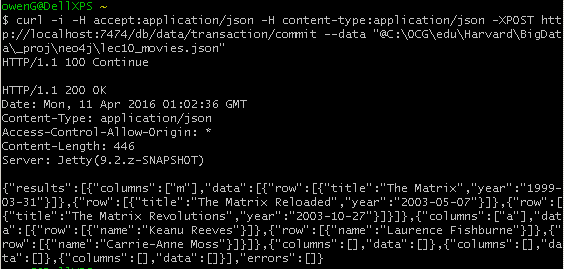 owenG@DellXPS ~
$ curl -i -H accept:application/json -H content-type:application/json -XPOST htt
p://localhost:7474/db/data/transaction/commit --data "@C:\OCG\edu\Harvard\BigDat
a\_proj\neo4j\lec10_movies.json"
HTTP/1.1 100 Continue

HTTP/1.1 200 OK
Date: Mon, 11 Apr 2016 01:02:36 GMT
Content-Type: application/json
Access-Control-Allow-Origin: *
Content-Length: 446
Server: Jetty(9.2.z-SNAPSHOT)

{"results":[{"columns":["m"],"data":[{"row":[{"title":"The Matrix","year":"1999-
03-31"}]},{"row":[{"title":"The Matrix Reloaded","year":"2003-05-07"}]},{"row":[
{"title":"The Matrix Revolutions","year":"2003-10-27"}]}]},{"columns":["a"],"dat
a":[{"row":[{"name":"Keanu Reeves"}]},{"row":[{"name":"Laurence Fishburne"}]},{"
row":[{"name":"Carrie-Anne Moss"}]}]},{"columns":[],"data":[]},{"columns":[],"da
ta":[]},{"columns":[],"data":[]}],"errors":[]}